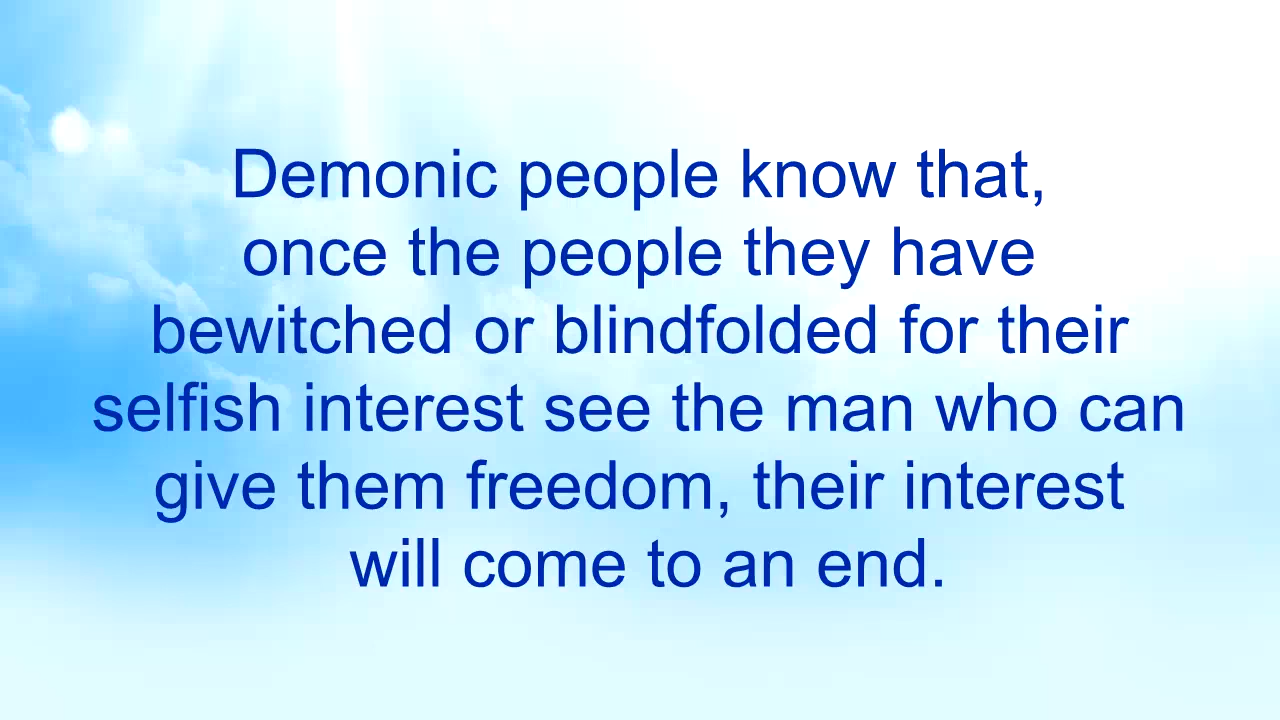 Demonic people know that,
once the people they have
bewitched or blindfolded for their
selfish interest see the man who can
give them freedom, their interest
will come to an end.